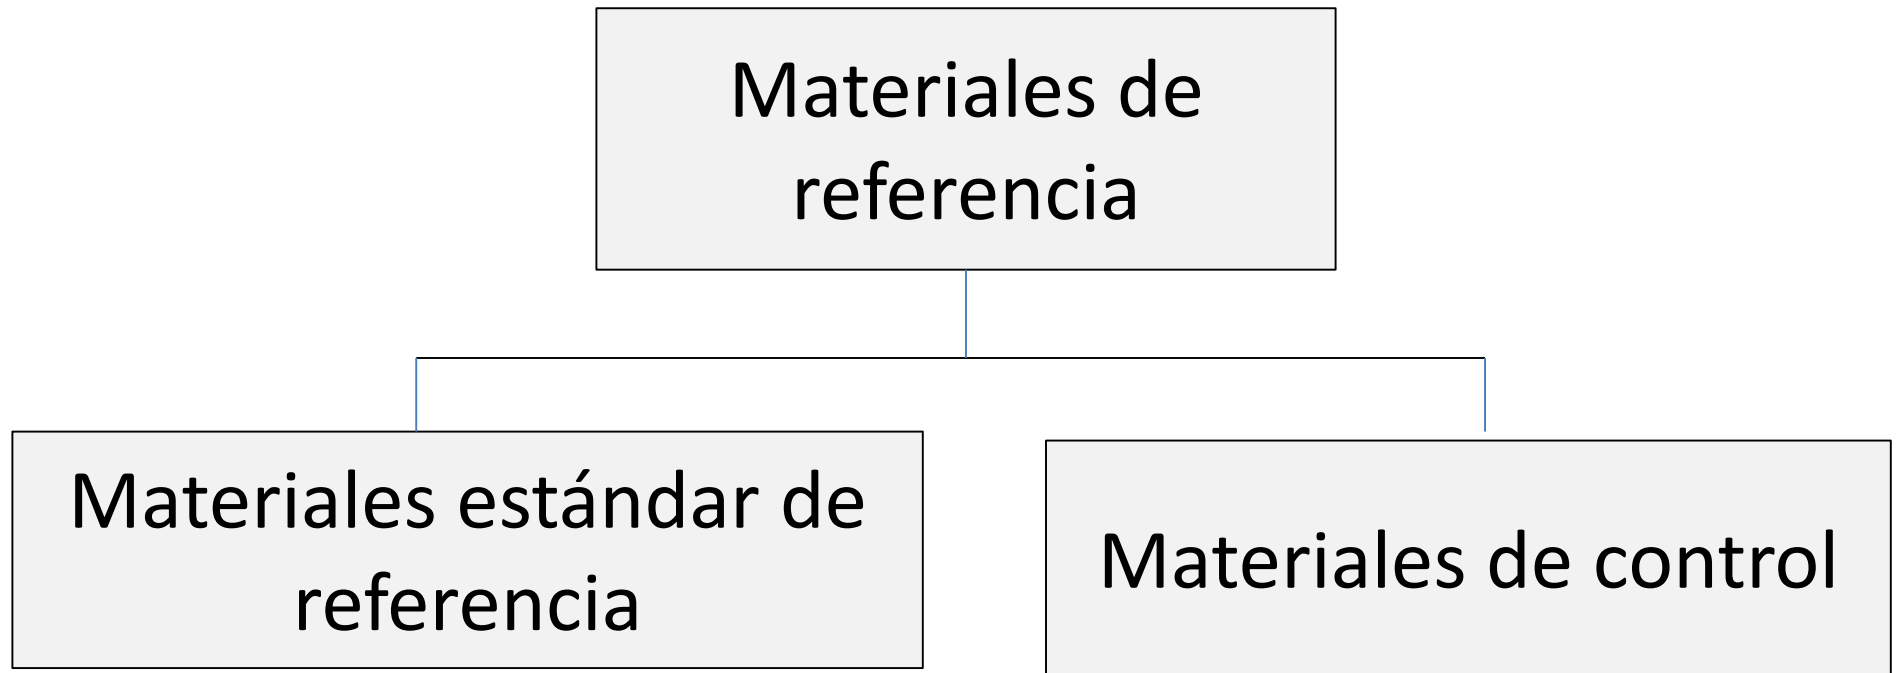 Materiales de
referencia
Materiales estándar de
referencia
Materiales de control